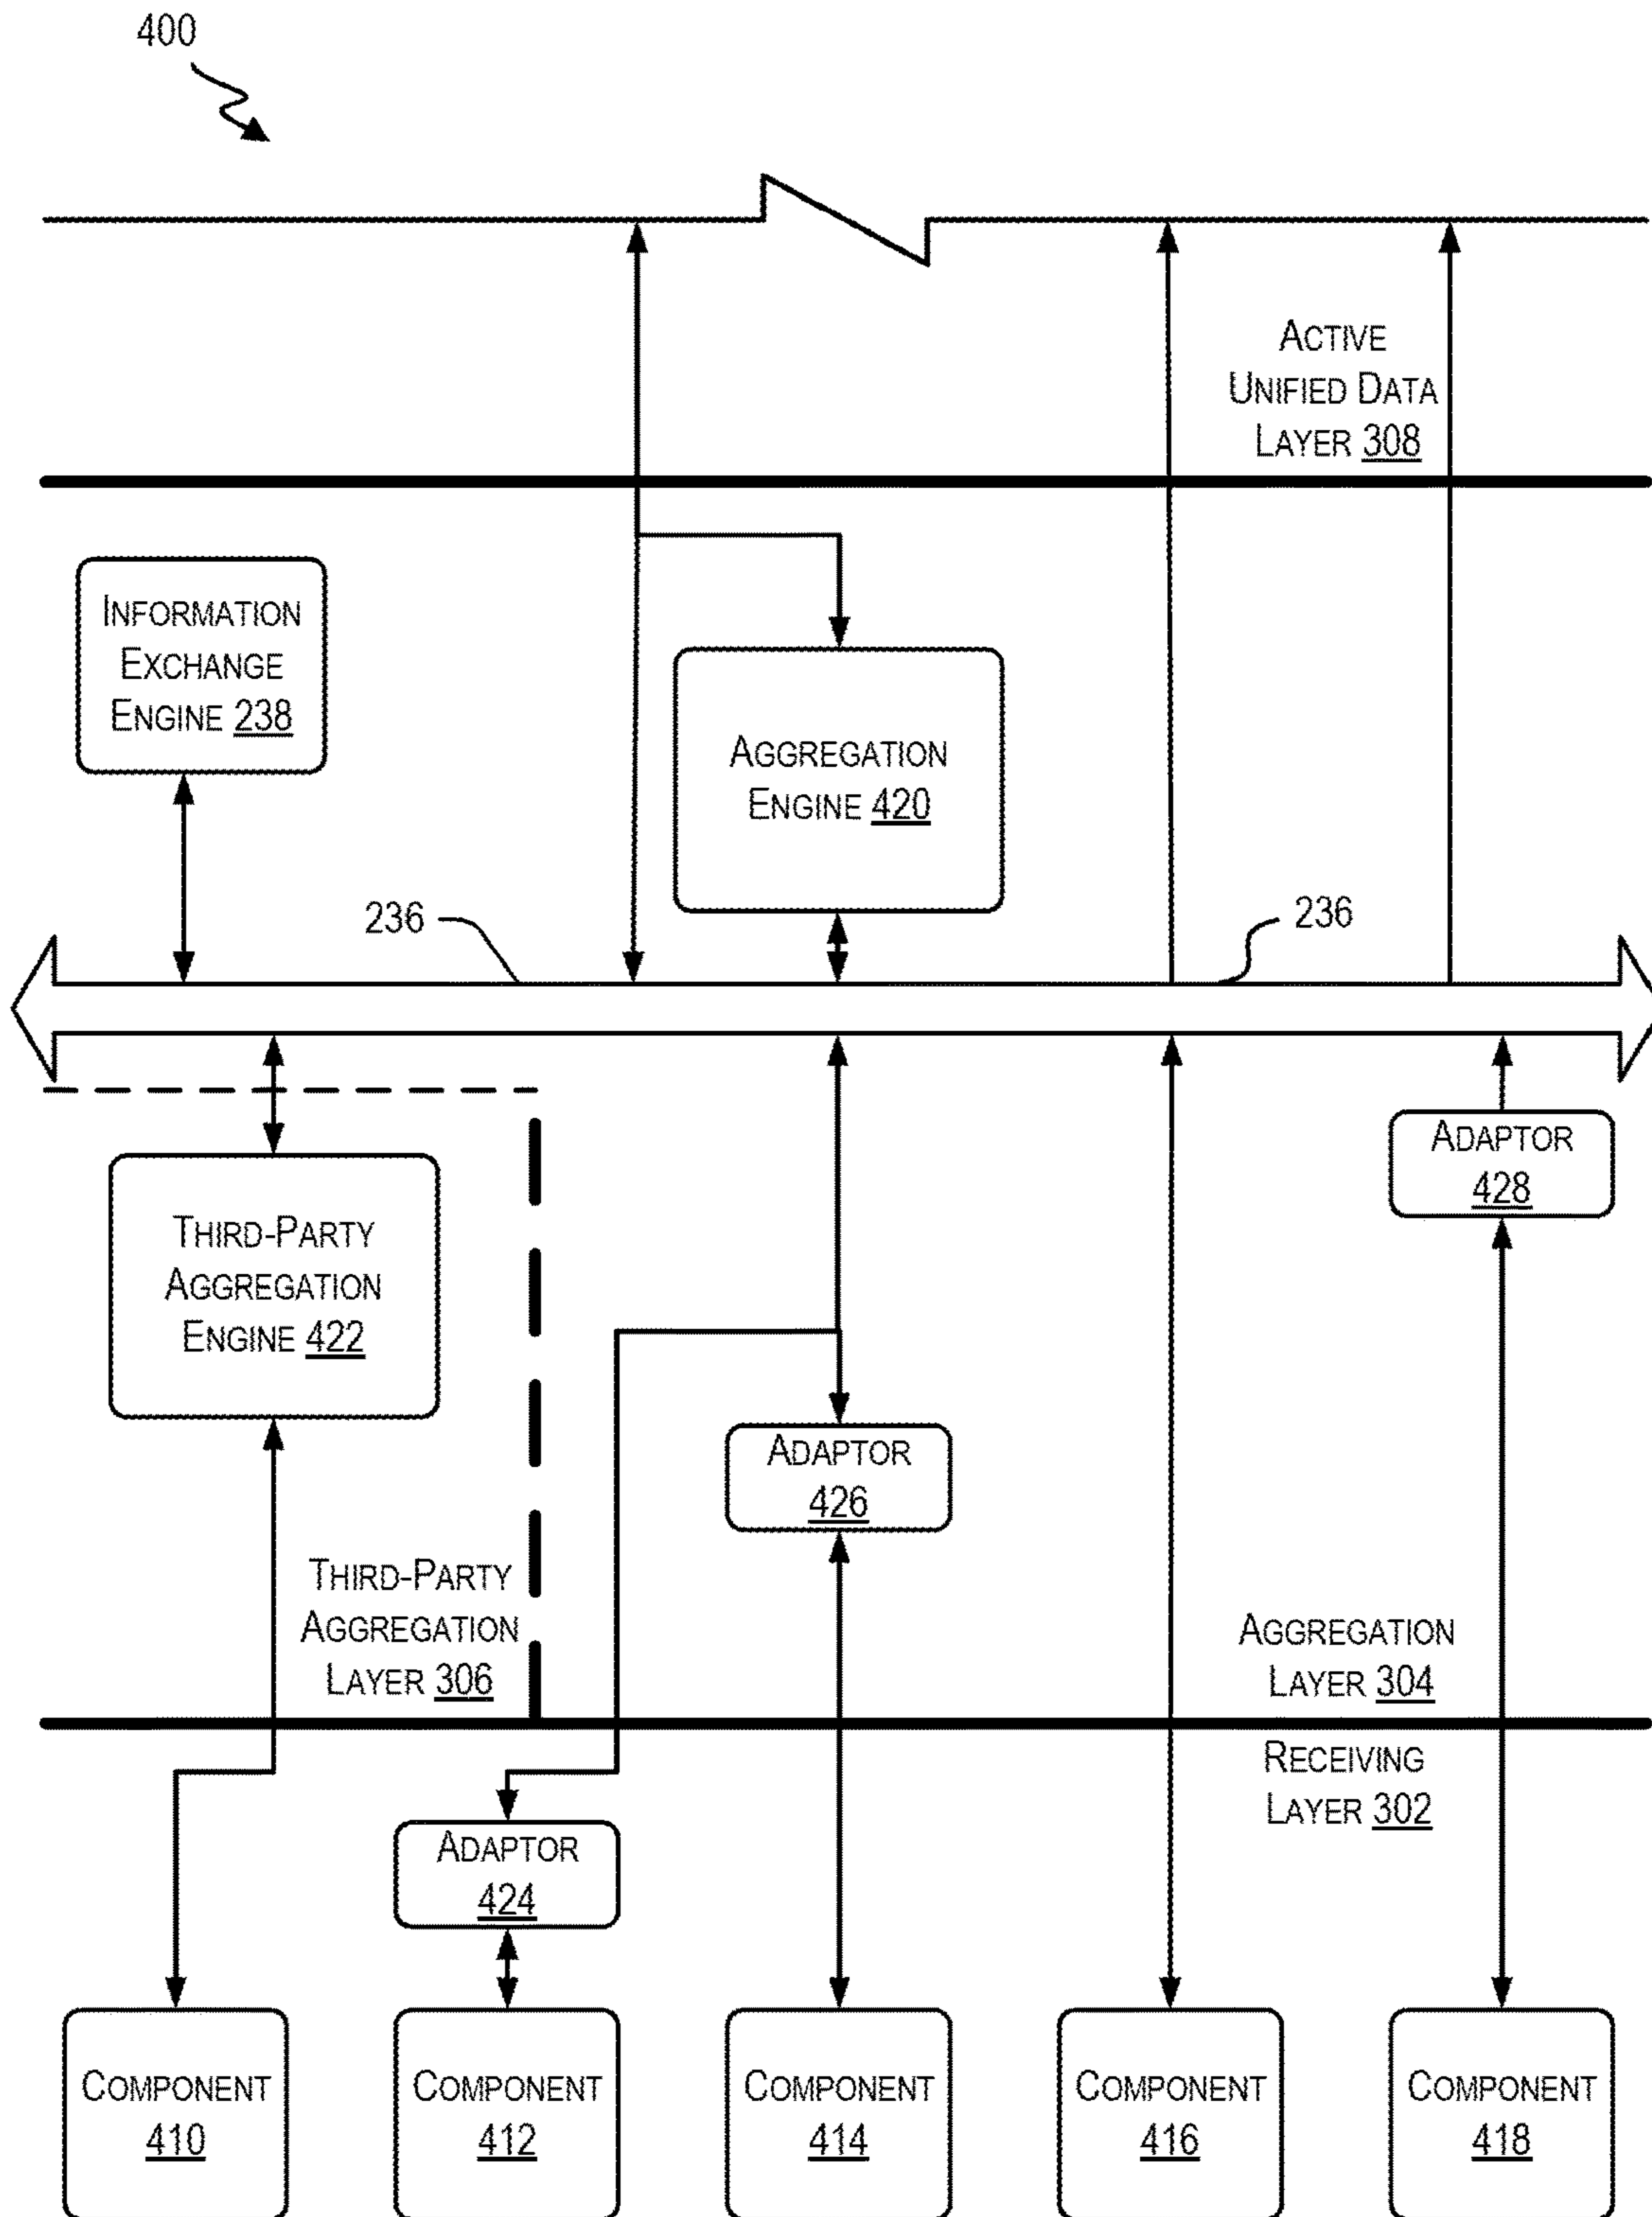 400
ACTIVE
UNIFIED DATA
LAYER 308
INFORMATION
EXCHANGE
ENGINE 238
AGGREGATION
ENGINE 420
236
236
ADAPTOR
428
THIRD-PARTY
AGGREGATION
ENGINE 422
ADAPTOR
426
THIRD-PARTY
AGGREGATION
LAYER 306
AGGREGATION
LAYER 304
RECEIVING
LAYER 302
ADAPTOR
424
COMPONENT
410
COMPONENT
412
COMPONENT
414
COMPONENT
416
COMPONENT
418